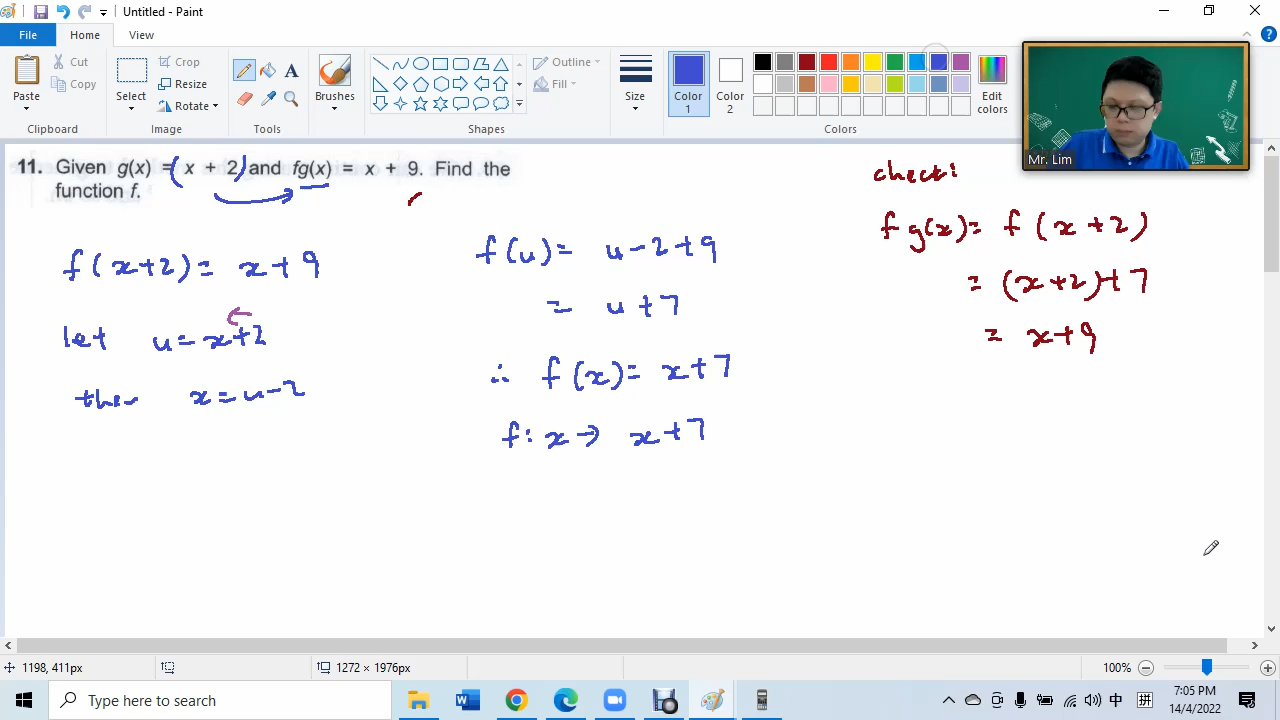 Untitled - Paint
File
Home
View
Paste
Cut
Copy
Clipboard
Select
Crop
Resize
Rotate
Image
A
Tools
Brushes
Outline
Fill
Shapes
Size
Color
1
Color
2
Edit
colors
Colors
Mr. Lim
11. Given g(x) = (x + 2) and fg(x) = x + 9. Find the
function f.
f(x+2) = x+9
let u = x+2
then x = u-2
f(u) = u-2+9
= u+7
∴ f(x) = x+7
f: x → x+7
check:
f g(x) = f(x+2)
= (x+2)+7
= x+9
1198, 411px
1272 × 1976px
100%
Type here to search
中
拼
7:05 PM
14/4/2022